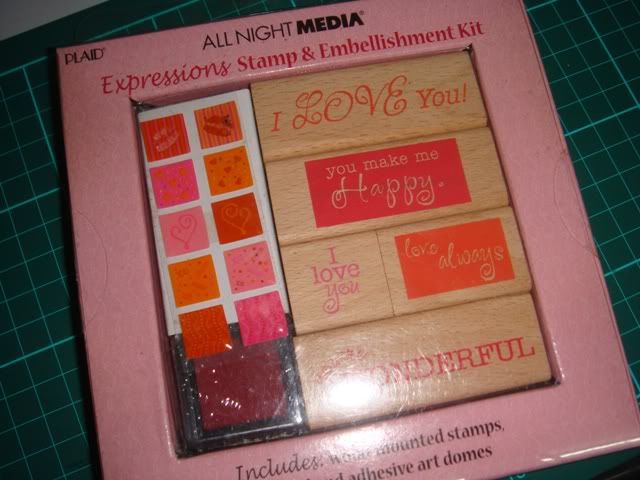 PLAID®
ALL NIGHT MEDIA®
Expressions Stamp & Embellishment Kit
I LOVE You!
you make me
Happy.
I
love
you
love
always
WONDERFUL
Includes: wood mounted stamps,
and adhesive art domes